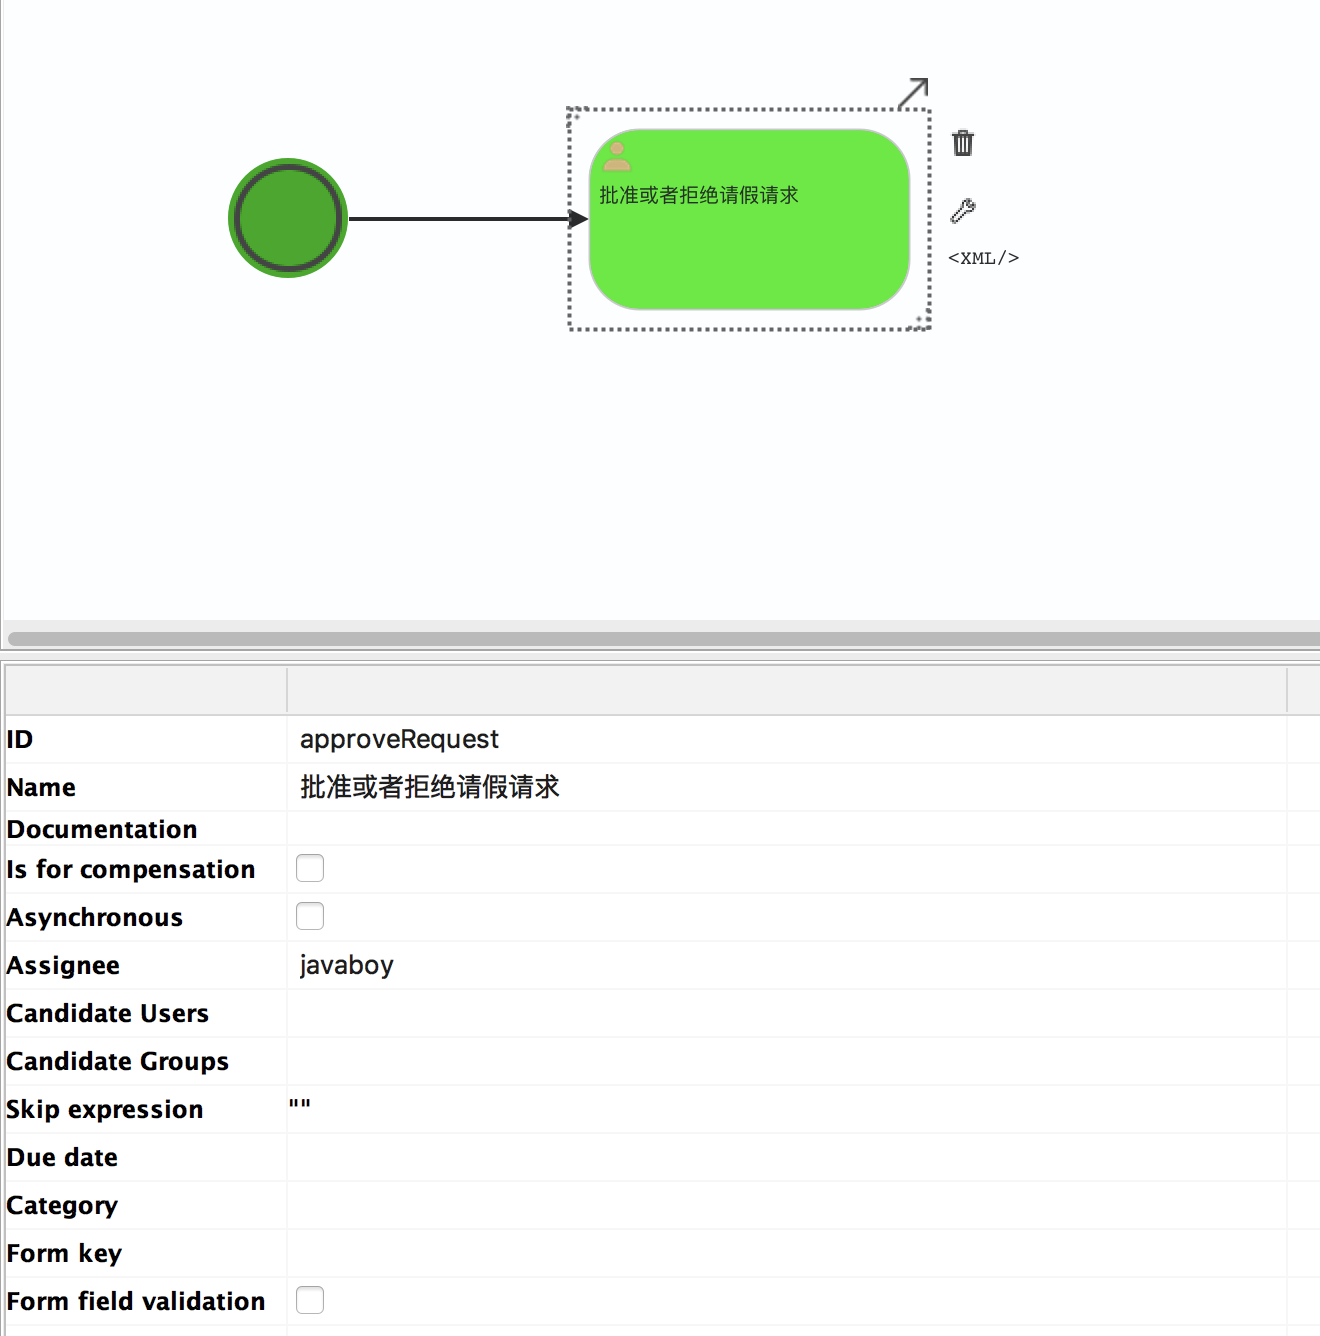 批准或者拒绝请假请求
<XML/>
ID approveRequest
Name 批准或者拒绝请假请求
Documentation
Is for compensation
Asynchronous
Assignee javaboy
Candidate Users
Candidate Groups
Skip expression ""
Due date
Category
Form key
Form field validation